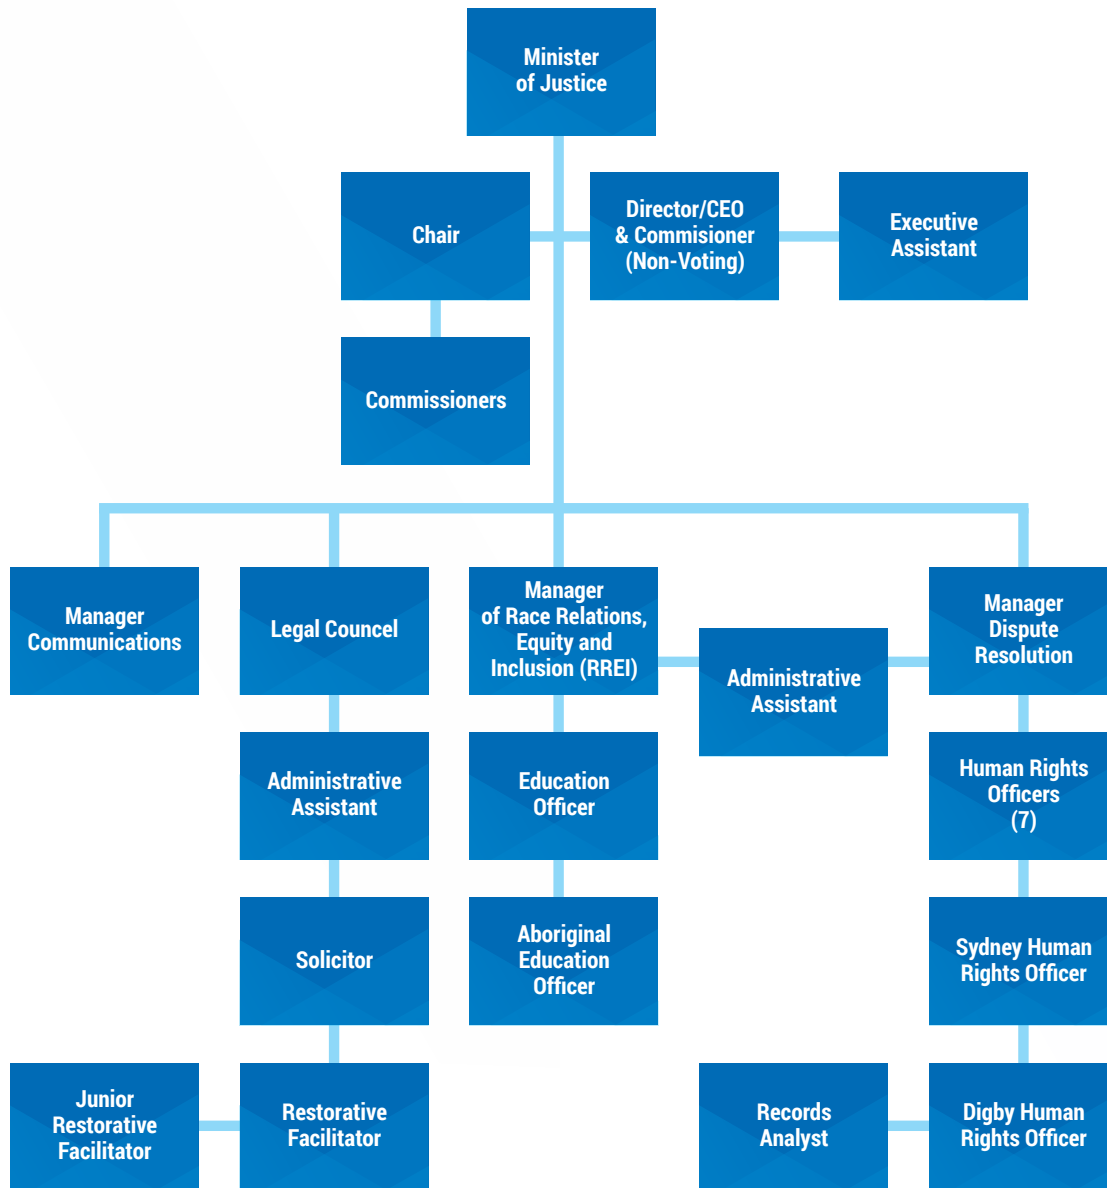 Minister
of Justice
Chair
Director/CEO
& Commisioner
(Non-Voting)
Executive
Assistant
Commissioners
Manager
Communications
Legal Councel
Manager
of Race Relations,
Equity and
Inclusion (RREI)
Administrative
Assistant
Manager
Dispute
Resolution
Administrative
Assistant
Education
Officer
Human Rights
Officers
(7)
Solicitor
Aboriginal
Education
Officer
Sydney Human
Rights Officer
Junior
Restorative
Facilitator
Restorative
Facilitator
Records
Analyst
Digby Human
Rights Officer